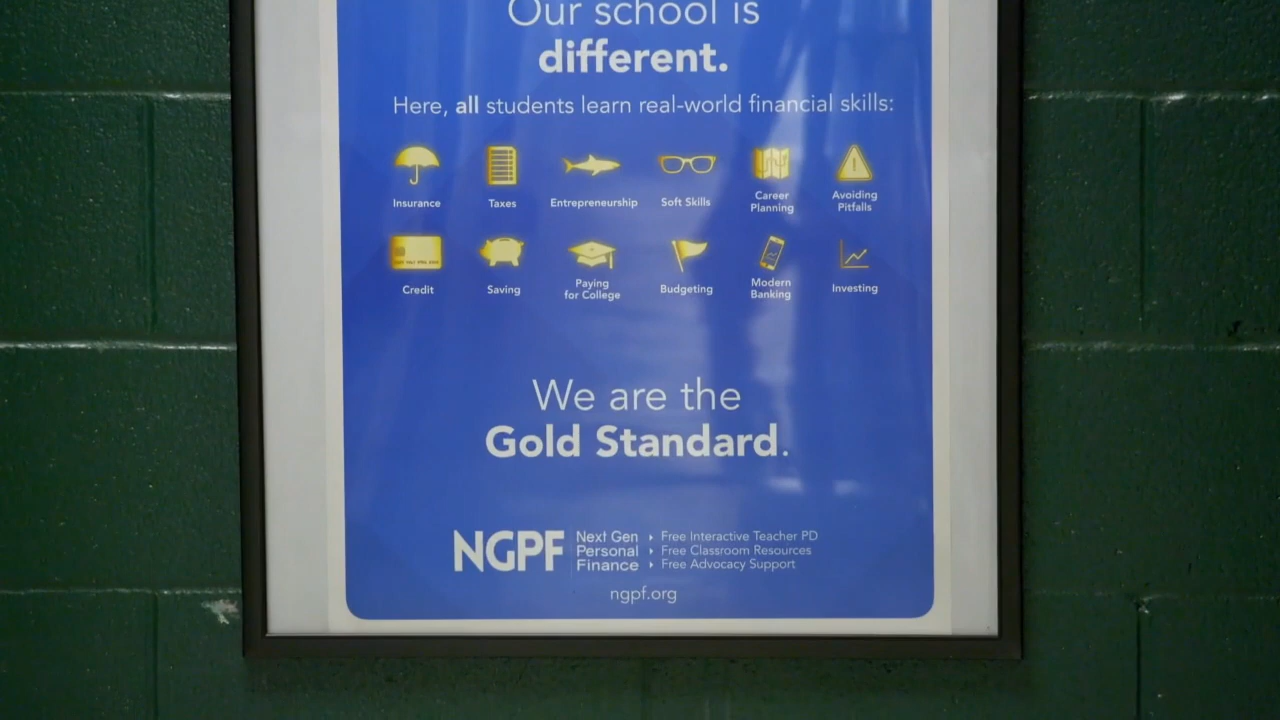 Our school is
different.
Here, all students learn real-world financial skills:
Insurance
Taxes
Entrepreneurship
Soft Skills
Career
Planning
Avoiding
Pitfalls
Credit
Saving
Paying
for College
Budgeting
Modern
Banking
Investing
We are the
Gold Standard.
NGPF
Next Gen
Personal
Finance
Free Interactive Teacher PD
Free Classroom Resources
Free Advocacy Support
ngpf.org